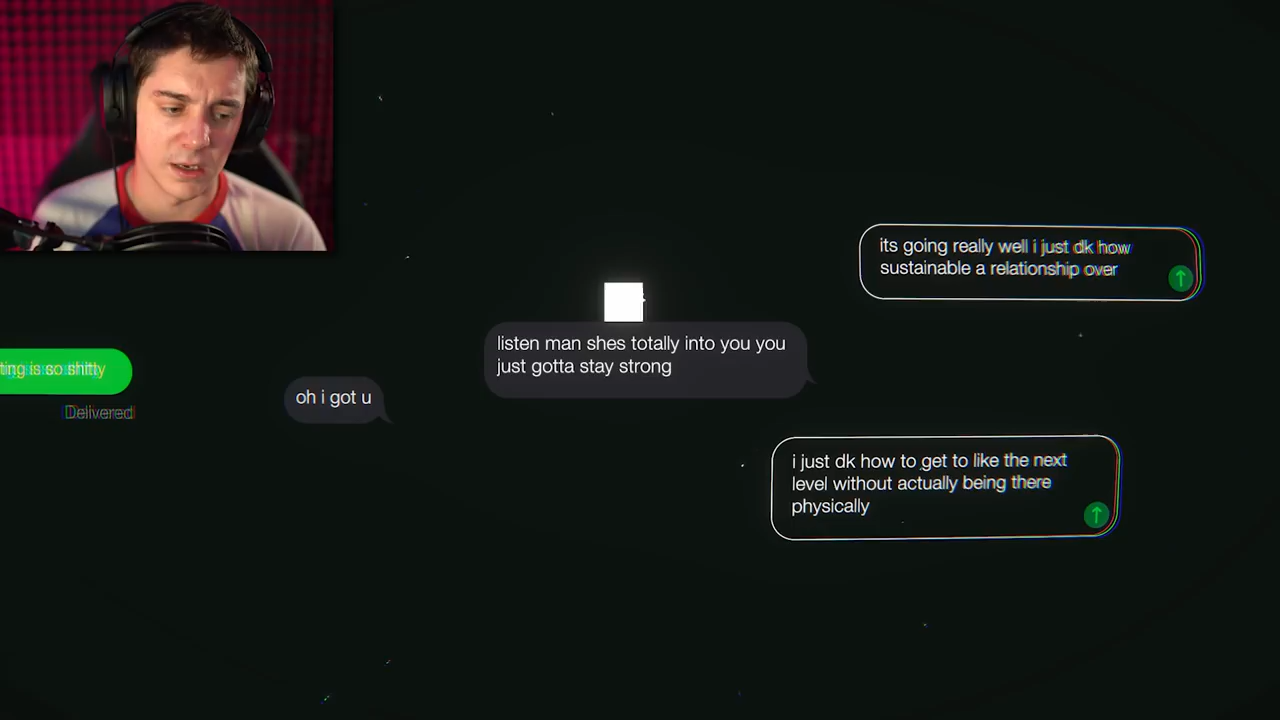 its going really well i just dk how
sustainable a relationship over
listen man shes totally into you you
just gotta stay strong
is so shitty
Delivered
oh i got u
i just dk how to get to like the next
level without actually being there
physically